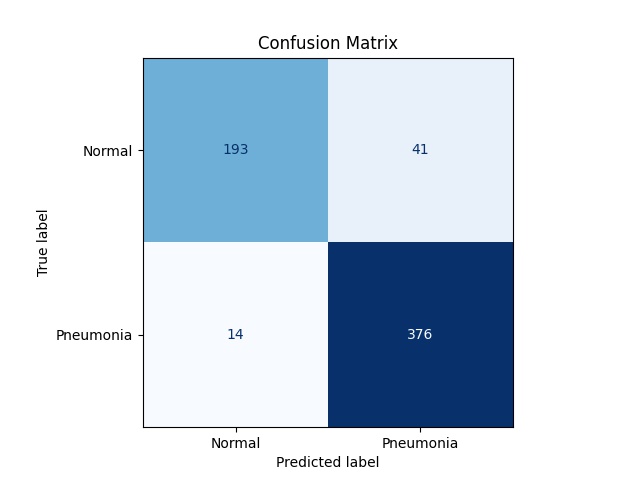 Confusion Matrix
Normal
193
41
True label
Pneumonia
14
376
Normal
Pneumonia
Predicted label